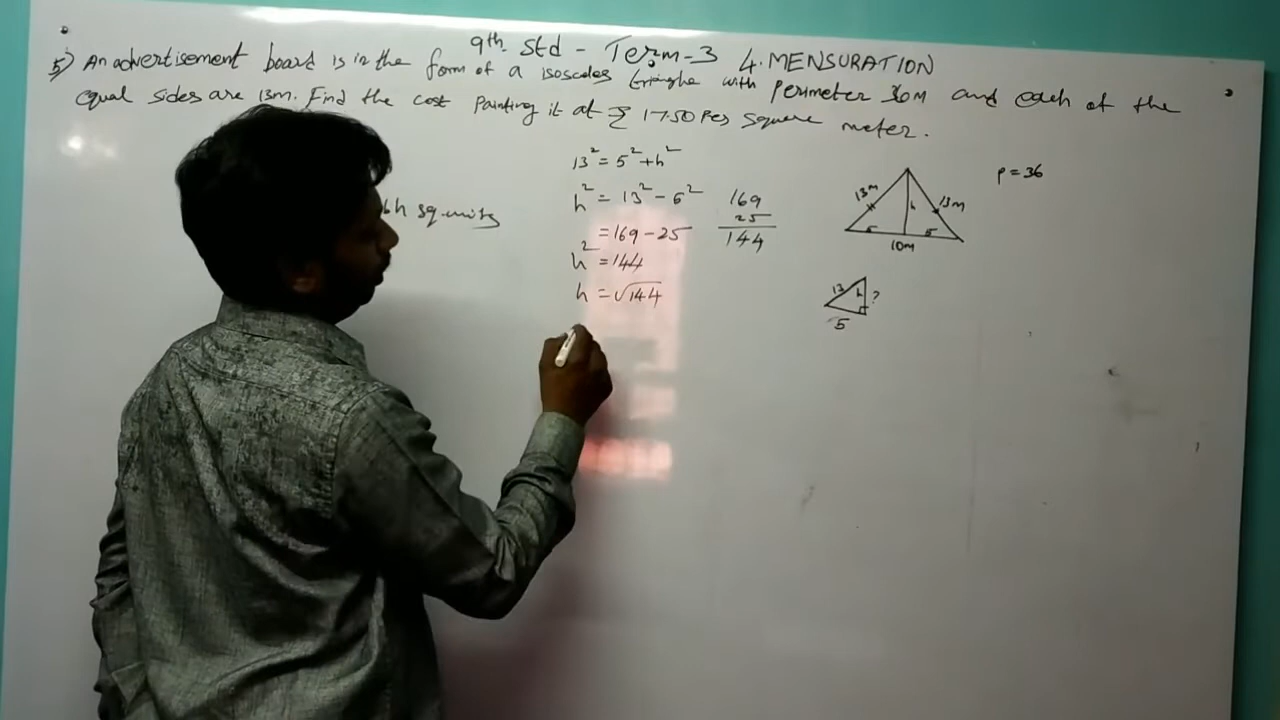 9th Std - Term-3 4. MENSURATION
5) An advertisement board is in the form of a isosceles triangle with perimeter 36m and each of the
equal sides are 13m. Find the cost painting it at ₹ 17.50 Per square meter.
bh sq.units
13² = 5² + h²
h² = 13² - 5²
= 169 - 25
h² = 144
h = √144
169
25
144
13m
13m
h
5
5
10m
P = 36
13
h
?
5